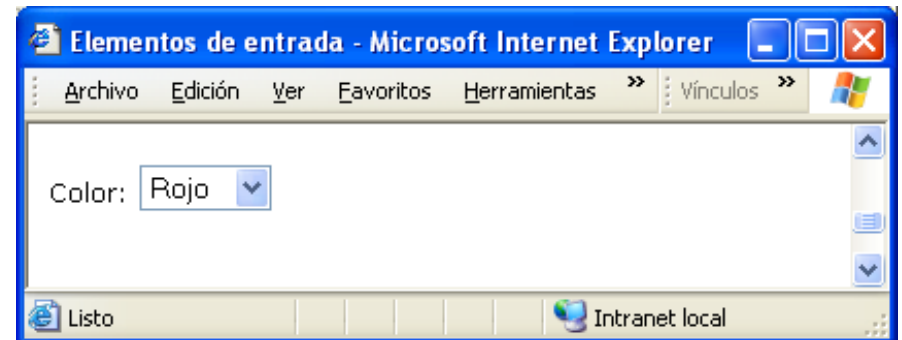 Elementos de entrada - Microsoft Internet Explorer
Archivo Edición Ver Favoritos Herramientas » Vínculos »
Color: Rojo
Listo Intranet local